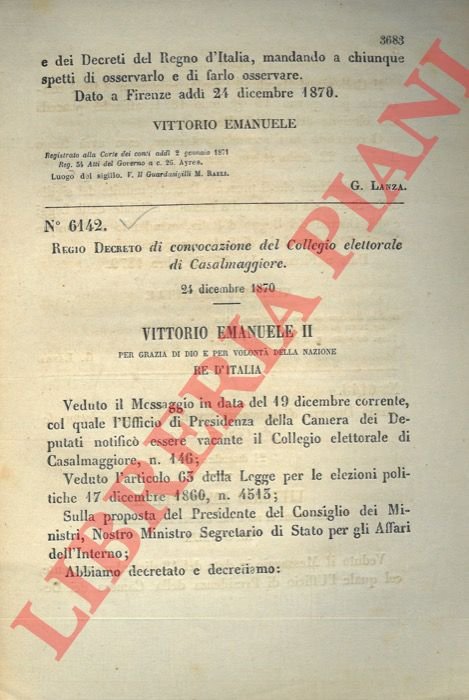 3683
e dei Decreti del Regno d'Italia, mandando a chiunque
spetti di osservarlo e di farlo osservare.
Dato a Firenze addì 24 dicembre 1870.
VITTORIO EMANUELE
Registrato alla Corte dei conti addì 2 gennaio 1871
Reg. 54 Atti del Governo a c. 26. Ayres.
Luogo del sigillo. V. Il Guardasigilli M. RAELI.
G. LANZA.
N° 6142.
REGIO DECRETO di convocazione del Collegio elettorale
di Casalmaggiore.
24 dicembre 1870
VITTORIO EMANUELE II
PER GRAZIA DI DIO E PER VOLONTÀ DELLA NAZIONE
RE D'ITALIA
Veduto il Messaggio in data del 19 dicembre corrente,
col quale l'Ufficio di Presidenza della Camera dei De-
putati notificò essere vacante il Collegio elettorale di
Casalmaggiore, n. 146;
Veduto l'articolo 63 della Legge per le elezioni poli-
tiche 17 dicembre 1860, n. 4513;
Sulla proposta del Presidente del Consiglio dei Mi-
nistri, Nostro Ministro Segretario di Stato per gli Affari
dell'Interno;
Abbiamo decretato e decretiamo:
LIBRERIA PIANI